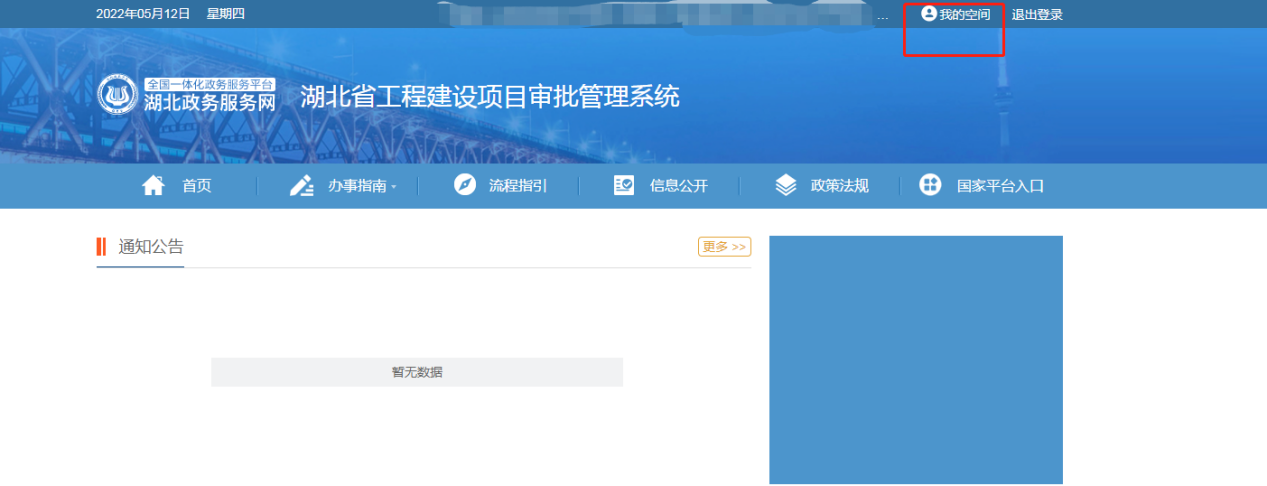 2022年05月12日 星期四 ... 我的空间 退出登录
全国一体化政务服务平台
湖北政务服务网 湖北省工程建设项目审批管理系统
首页 办事指南 流程指引 信息公开 政策法规 国家平台入口
通知公告 更多 >>
暂无数据